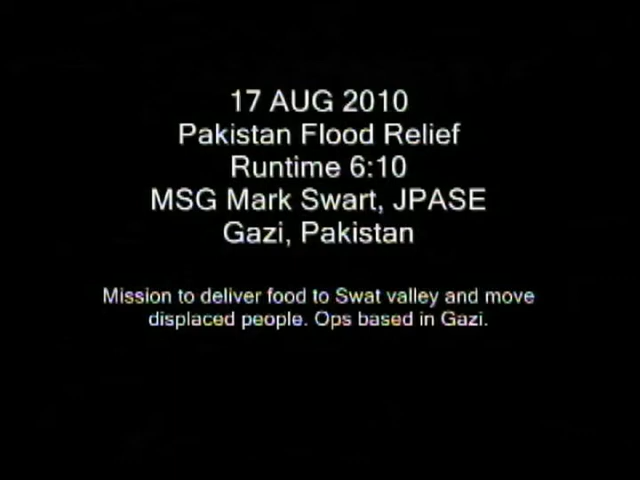 17 AUG 2010
Pakistan Flood Relief
Runtime 6:10
MSG Mark Swart, JPASE
Gazi, Pakistan
Mission to deliver food to Swat valley and move
displaced people. Ops based in Gazi.